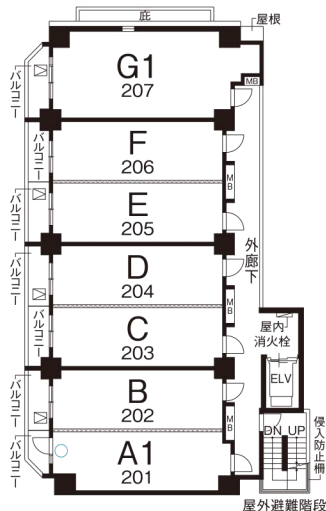 庇
屋根
G1
207
MB
バルコニー
F
206
バルコニー
MB
E
205
バルコニー
外廊下
D
204
バルコニー
MB
C
203
バルコニー
屋内
消火栓
ELV
B
202
バルコニー
MB
DN UP
侵入防止柵
A1
201
バルコニー
屋外避難階段